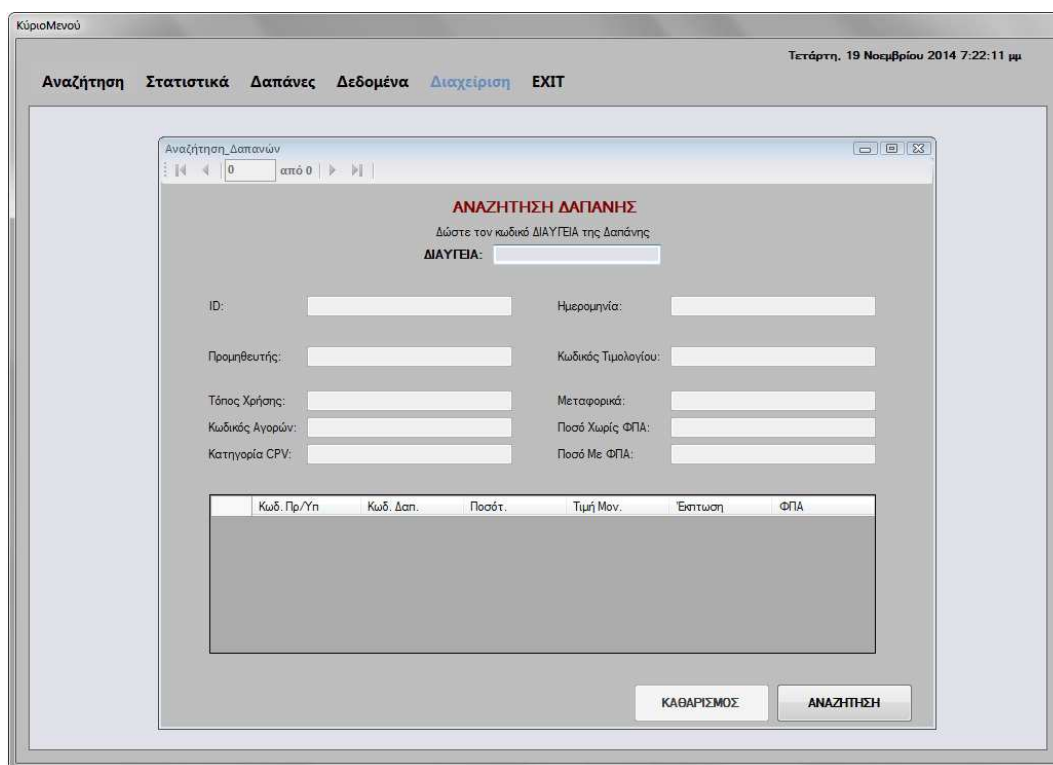 ΚύριοΜενού
Τετάρτη, 19 Νοεμβρίου 2014 7:22:11 μμ
Αναζήτηση Στατιστικά Δαπάνες Δεδομένα Διαχείριση EXIT
Αναζήτηση_Δαπανών
0 από 0
ΑΝΑΖΗΤΗΣΗ ΔΑΠΑΝΗΣ
Δώστε τον κωδικό ΔΙΑΥΓΕΙΑ της Δαπάνης
ΔΙΑΥΓΕΙΑ:
ID: Ημερομηνία:
Προμηθευτής: Κωδικός Τιμολογίου:
Τόπος Χρήσης: Μεταφορικά:
Κωδικός Αγορών: Ποσό Χωρίς ΦΠΑ:
Κατηγορία CPV: Ποσό Με ΦΠΑ:
Κωδ. Πρ/Υπ Κωδ. Δαπ. Ποσότ. Τιμή Μον. Έκπτωση ΦΠΑ
ΚΑΘΑΡΙΣΜΟΣ ΑΝΑΖΗΤΗΣΗ